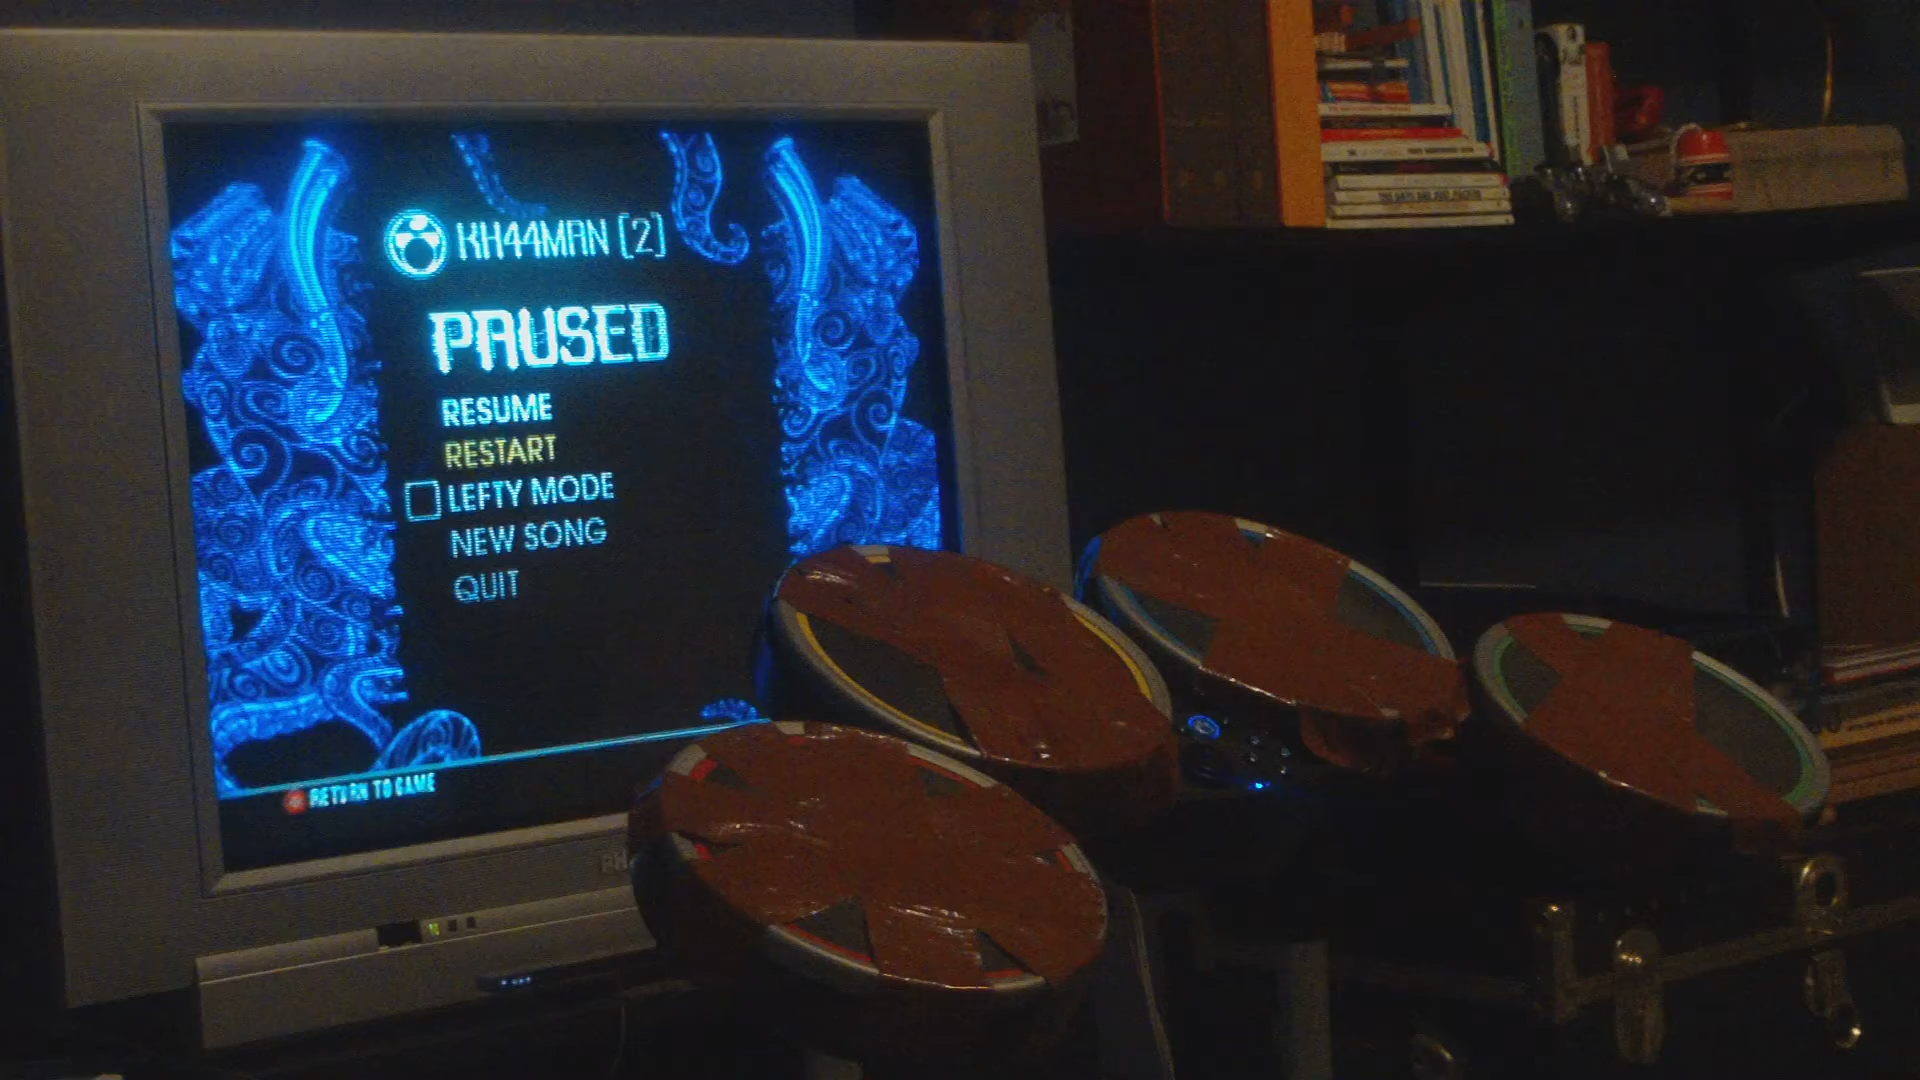 KH44MAN [2]
PAUSED
RESUME
RESTART
LEFTY MODE
NEW SONG
QUIT
RETURN TO GAME